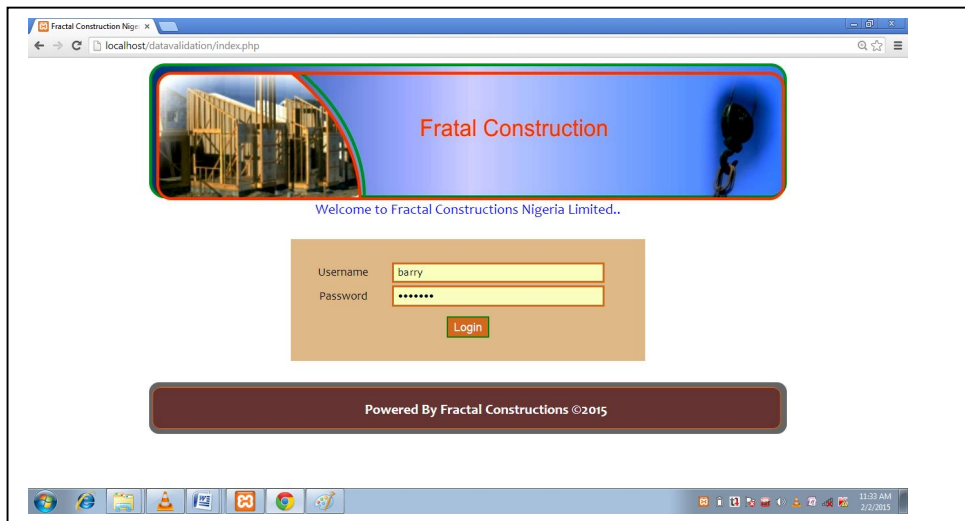 Fractal Construction Nige
localhost/datavalidation/index.php
Fratal Construction
Welcome to Fractal Constructions Nigeria Limited..
Username barry
Password •••••••
Login
Powered By Fractal Constructions ©2015
11:33 AM
2/2/2015